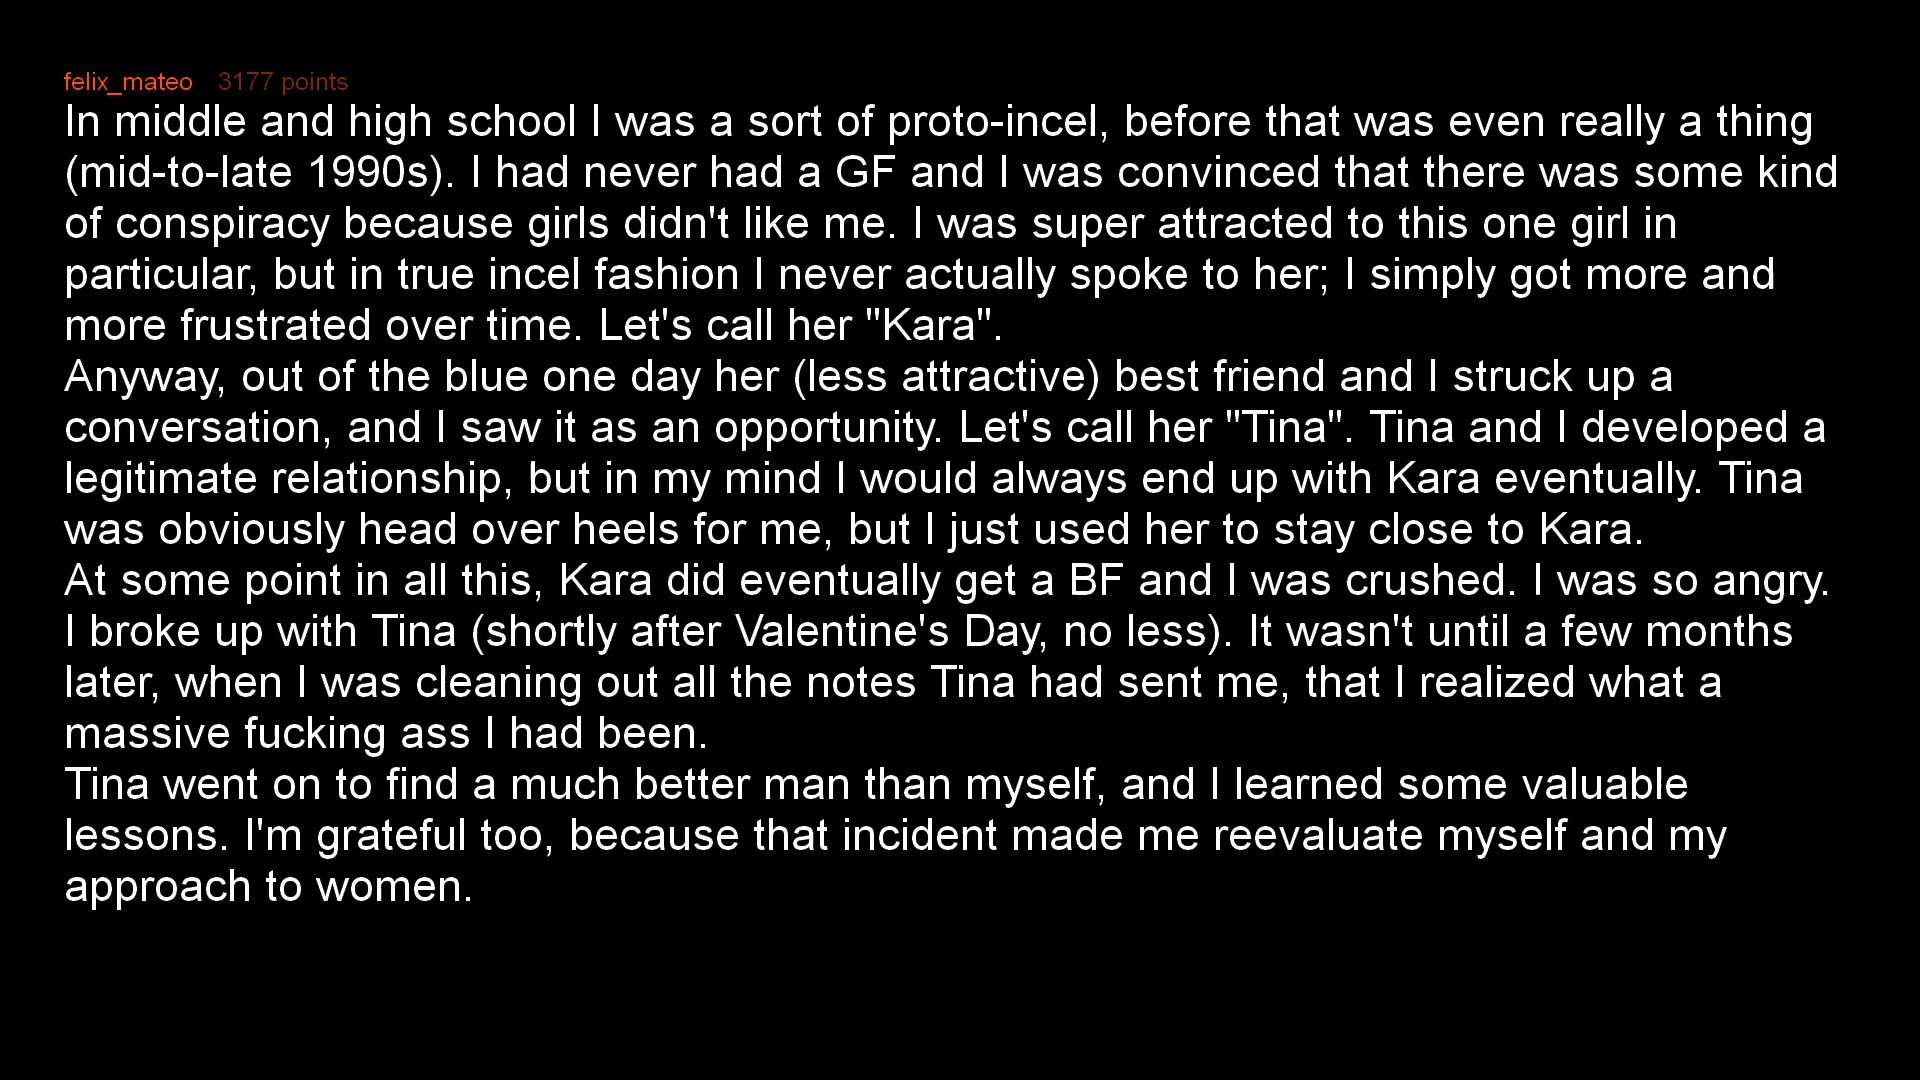 felix_mateo 3177 points
In middle and high school I was a sort of proto-incel, before that was even really a thing
(mid-to-late 1990s). I had never had a GF and I was convinced that there was some kind
of conspiracy because girls didn't like me. I was super attracted to this one girl in
particular, but in true incel fashion I never actually spoke to her; I simply got more and
more frustrated over time. Let's call her "Kara".
Anyway, out of the blue one day her (less attractive) best friend and I struck up a
conversation, and I saw it as an opportunity. Let's call her "Tina". Tina and I developed a
legitimate relationship, but in my mind I would always end up with Kara eventually. Tina
was obviously head over heels for me, but I just used her to stay close to Kara.
At some point in all this, Kara did eventually get a BF and I was crushed. I was so angry.
I broke up with Tina (shortly after Valentine's Day, no less). It wasn't until a few months
later, when I was cleaning out all the notes Tina had sent me, that I realized what a
massive fucking ass I had been.
Tina went on to find a much better man than myself, and I learned some valuable
lessons. I'm grateful too, because that incident made me reevaluate myself and my
approach to women.